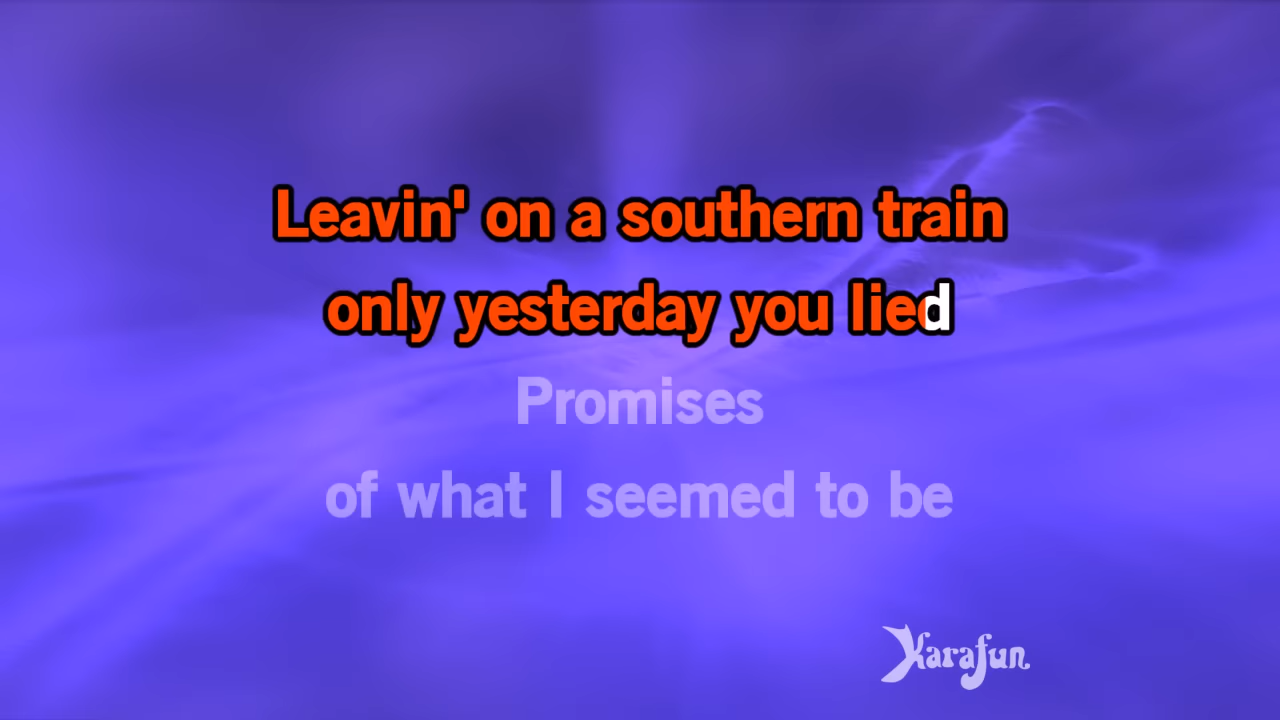 Leavin' on a southern train
only yesterday you lied
Promises
of what I seemed to be
Karafun